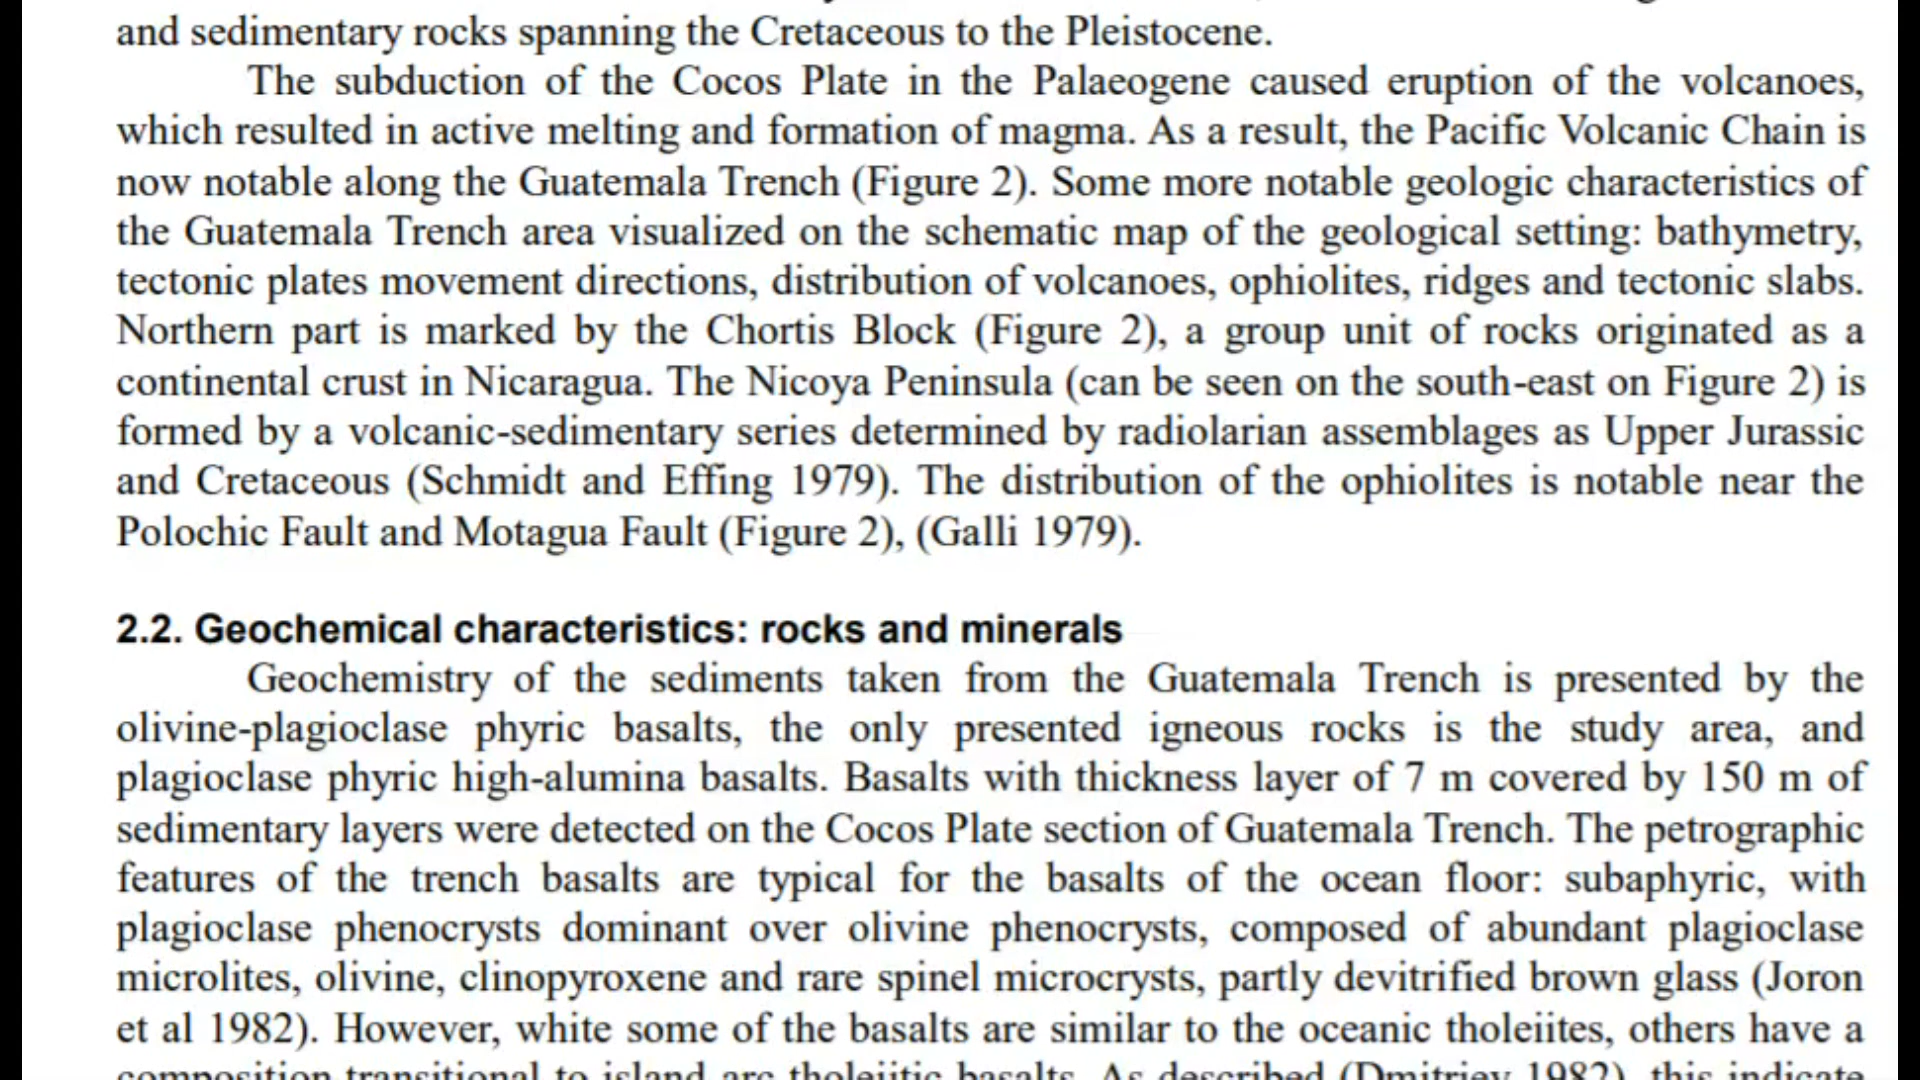 and sedimentary rocks spanning the Cretaceous to the Pleistocene.
The subduction of the Cocos Plate in the Palaeogene caused eruption of the volcanoes,
which resulted in active melting and formation of magma. As a result, the Pacific Volcanic Chain is
now notable along the Guatemala Trench (Figure 2). Some more notable geologic characteristics of
the Guatemala Trench area visualized on the schematic map of the geological setting: bathymetry,
tectonic plates movement directions, distribution of volcanoes, ophiolites, ridges and tectonic slabs.
Northern part is marked by the Chortis Block (Figure 2), a group unit of rocks originated as a
continental crust in Nicaragua. The Nicoya Peninsula (can be seen on the south-east on Figure 2) is
formed by a volcanic-sedimentary series determined by radiolarian assemblages as Upper Jurassic
and Cretaceous (Schmidt and Effing 1979). The distribution of the ophiolites is notable near the
Polochic Fault and Motagua Fault (Figure 2), (Galli 1979).
2.2. Geochemical characteristics: rocks and minerals
Geochemistry of the sediments taken from the Guatemala Trench is presented by the
olivine-plagioclase phyric basalts, the only presented igneous rocks is the study area, and
plagioclase phyric high-alumina basalts. Basalts with thickness layer of 7 m covered by 150 m of
sedimentary layers were detected on the Cocos Plate section of Guatemala Trench. The petrographic
features of the trench basalts are typical for the basalts of the ocean floor: subaphyric, with
plagioclase phenocrysts dominant over olivine phenocrysts, composed of abundant plagioclase
microlites, olivine, clinopyroxene and rare spinel microcrysts, partly devitrified brown glass (Joron
et al 1982). However, white some of the basalts are similar to the oceanic tholeiites, others have a
composition transitional to island arc tholeiitic basalts. As described (Dmitriev 1982), this indicate